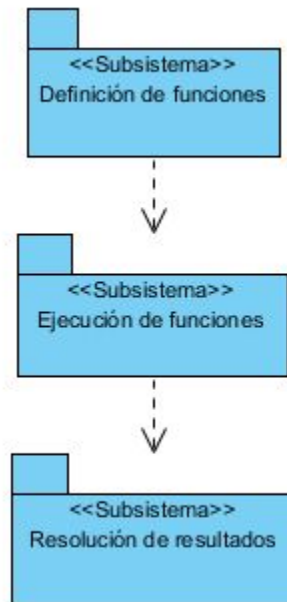 <<Subsistema>>
Definición de funciones
<<Subsistema>>
Ejecución de funciones
<<Subsistema>>
Resolución de resultados